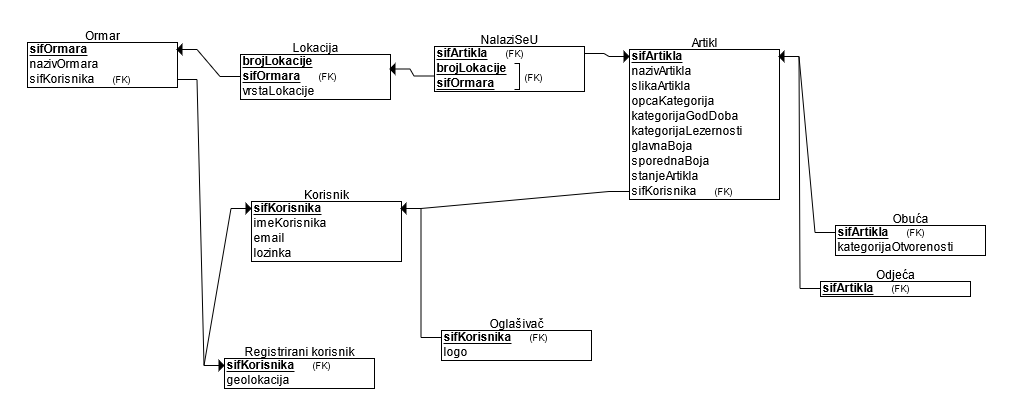 Ormar
sifOrmara
nazivOrmara
sifKorisnika (FK)
Lokacija
brojLokacije
sifOrmara (FK)
vrstaLokacije
NalaziSeU
sifArtikla (FK)
brojLokacije
sifOrmara
(FK)
Artikl
sifArtikla
nazivArtikla
slikaArtikla
opcaKategorija
kategorijaGodDoba
kategorijaLezernosti
glavnaBoja
sporednaBoja
stanjeArtikla
sifKorisnika (FK)
Korisnik
sifKorisnika
imeKorisnika
email
lozinka
Obuća
sifArtikla (FK)
kategorijaOtvorenosti
Odjeća
sifArtikla (FK)
Oglašivač
sifKorisnika (FK)
logo
Registrirani korisnik
sifKorisnika (FK)
geolokacija